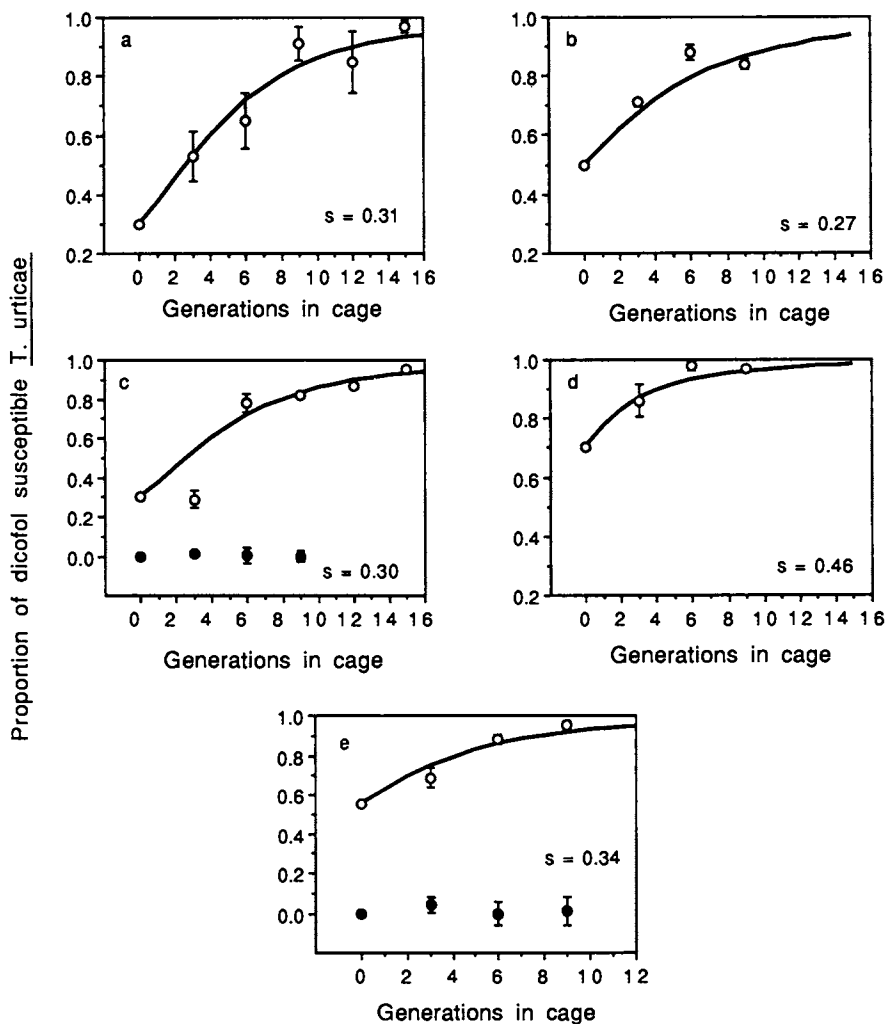 Proportion of dicofol susceptible T. urticae
a
1.0
0.8
0.6
0.4
0.2
s = 0.31
0 2 4 6 8 10 12 14 16
Generations in cage
b
1.0
0.8
0.6
0.4
0.2
s = 0.27
0 2 4 6 8 10 12 14 16
Generations in cage
c
1.0
0.8
0.6
0.4
0.2
0.0
s = 0.30
0 2 4 6 8 10 12 14 16
Generations in cage
d
1.0
0.8
0.6
0.4
0.2
s = 0.46
0 2 4 6 8 10 12 14 16
Generations in cage
e
1.0
0.8
0.6
0.4
0.2
0.0
s = 0.34
0 2 4 6 8 10 12
Generations in cage